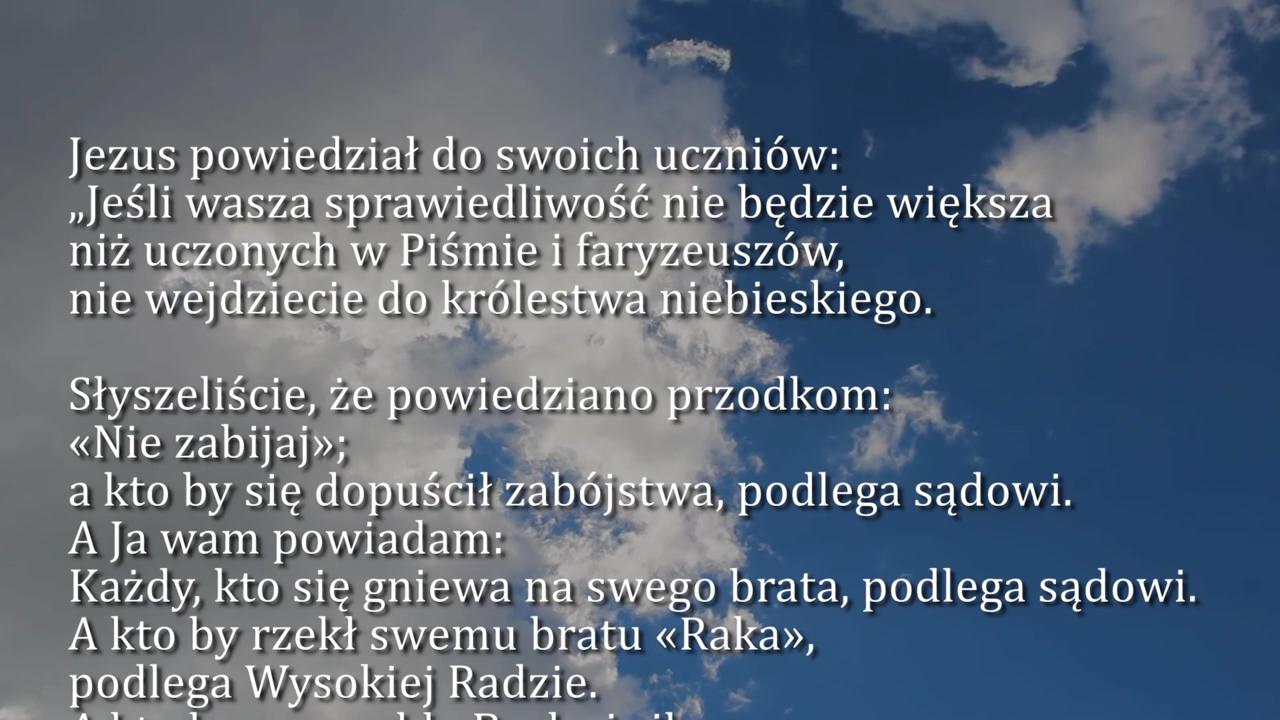 Jezus powiedział do swoich uczniów:
„Jeśli wasza sprawiedliwość nie będzie większa
niż uczonych w Piśmie i faryzeuszów,
nie wejdziecie do królestwa niebieskiego.
Słyszeliście, że powiedziano przodkom:
«Nie zabijaj»;
a kto by się dopuścił zabójstwa, podlega sądowi.
A Ja wam powiadam:
Każdy, kto się gniewa na swego brata, podlega sądowi.
A kto by rzekł swemu bratu «Raka»,
podlega Wysokiej Radzie.